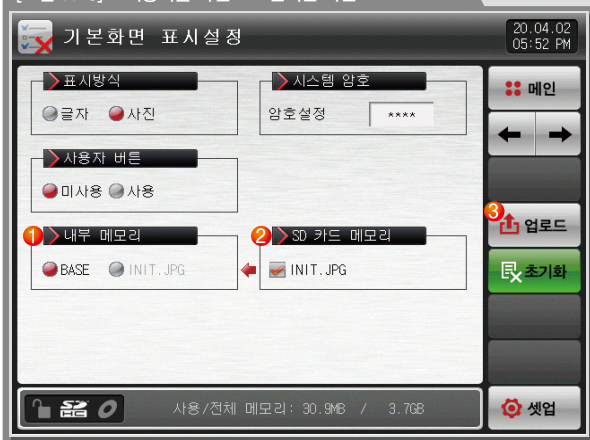 기본화면 표시설정
20.04.02
05:52 PM
표시방식
글자 사진
시스템 암호
암호설정 ****
사용자 버튼
미사용 사용
1 내부 메모리
BASE INIT.JPG
2 SD 카드 메모리
INIT.JPG
메인
3 업로드
초기화
사용/전체 메모리: 30.9MB / 3.7GB
셋업